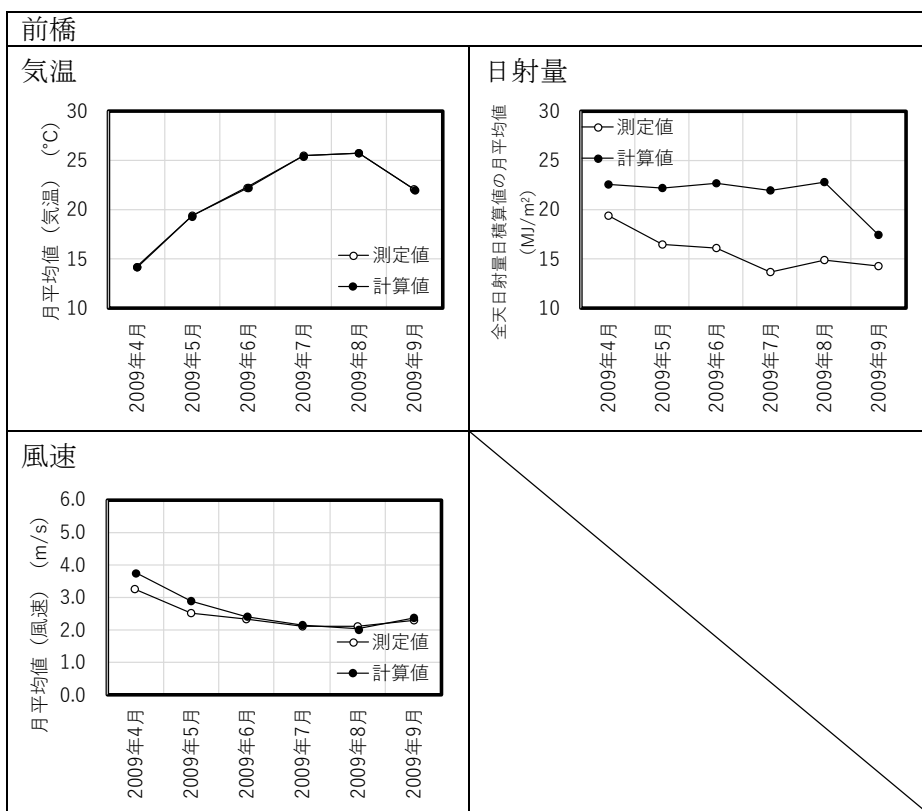 前橋
気温
月平均値（気温）　（°C）
30
25
20
15
10
測定値
計算値
2009年4月
2009年5月
2009年6月
2009年7月
2009年8月
2009年9月
日射量
全天日射量日積算値の月平均値
（MJ/m²）
30
25
20
15
10
測定値
計算値
2009年4月
2009年5月
2009年6月
2009年7月
2009年8月
2009年9月
風速
月平均値（風速）　（m/s）
6.0
5.0
4.0
3.0
2.0
1.0
0.0
測定値
計算値
2009年4月
2009年5月
2009年6月
2009年7月
2009年8月
2009年9月